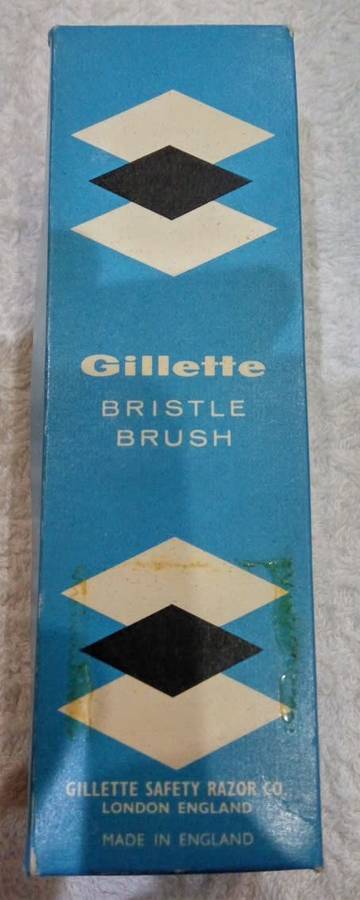 Gillette
BRISTLE
BRUSH
GILLETTE SAFETY RAZOR CO.
LONDON ENGLAND
MADE IN ENGLAND